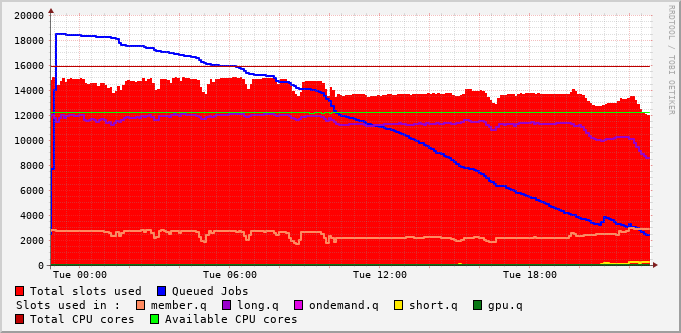 RRDTOOL / TOBI OETIKER
20000
18000
16000
14000
12000
10000
8000
6000
4000
2000
0
Tue 00:00 Tue 06:00 Tue 12:00 Tue 18:00
Total slots used Queued Jobs
Slots used in : member.q long.q ondemand.q short.q gpu.q
Total CPU cores Available CPU cores